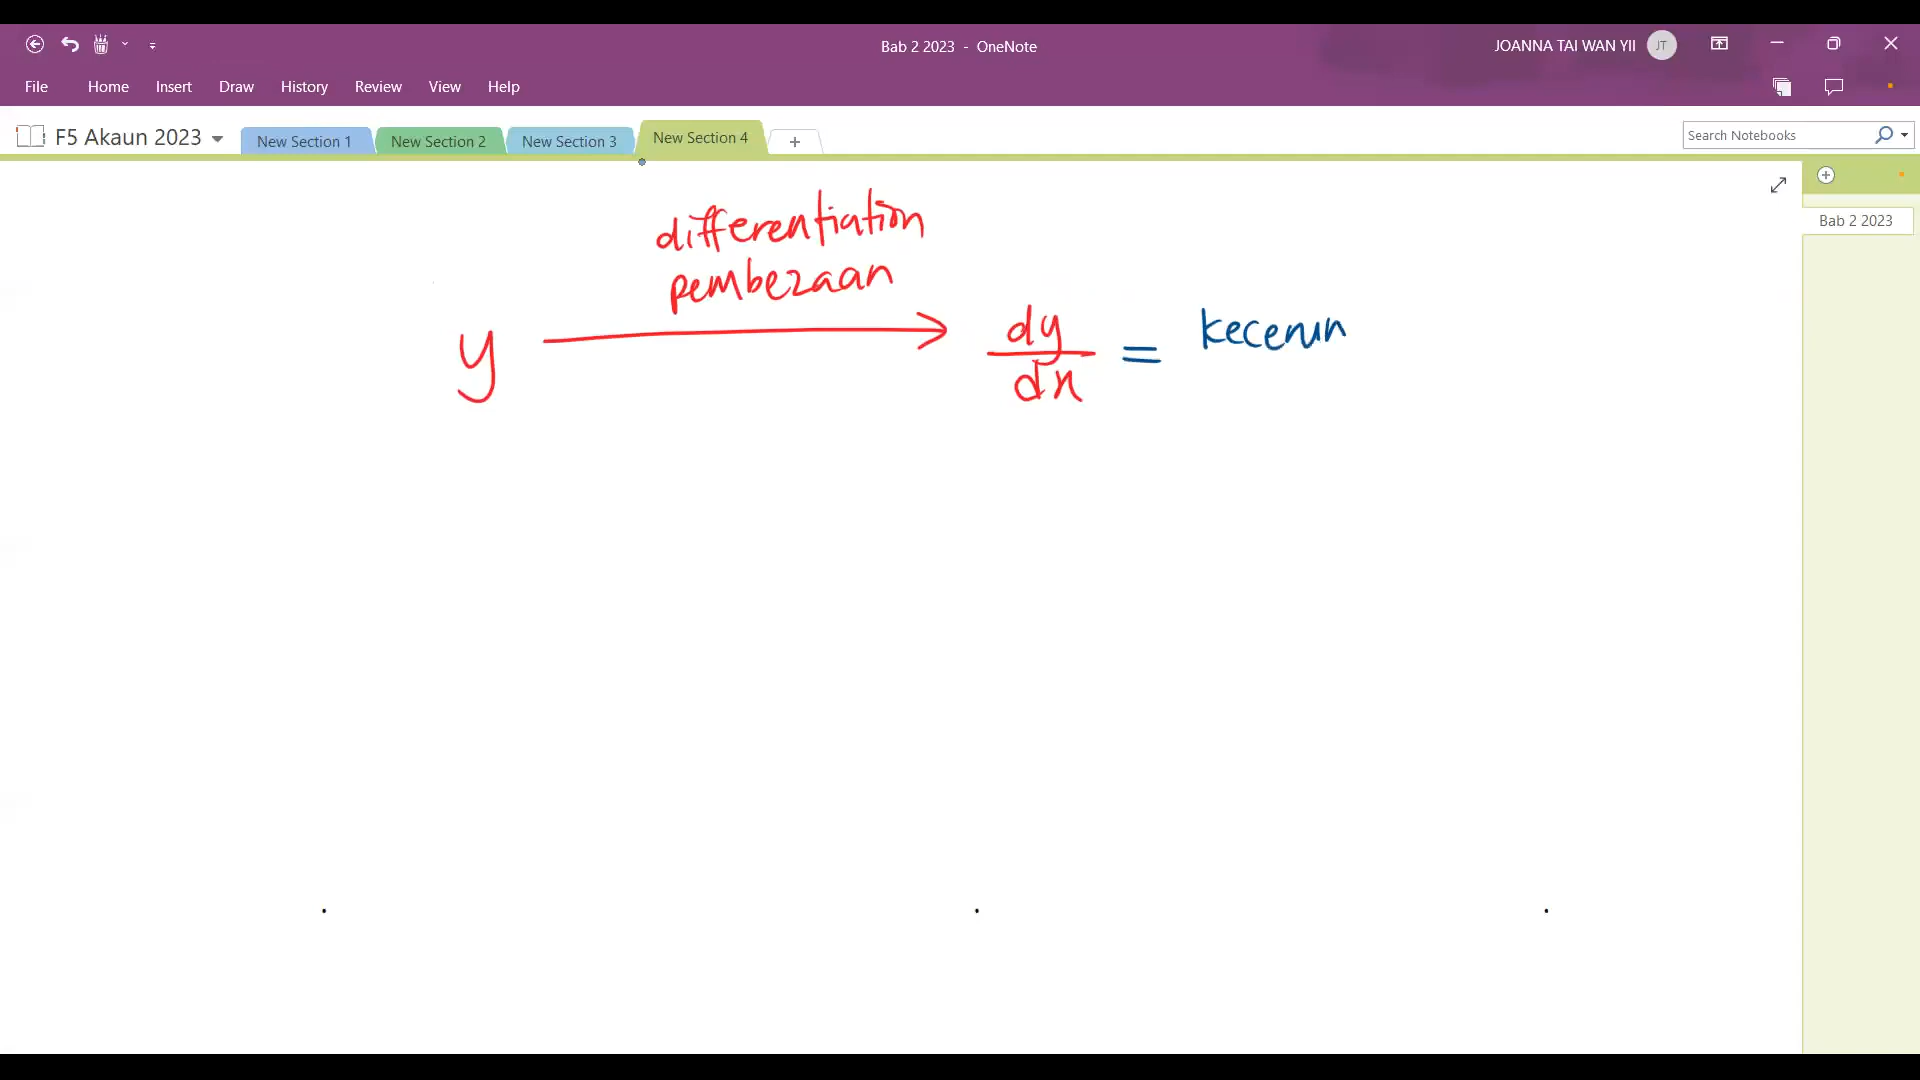 Bab 2 2023 - OneNote
JOANNA TAI WAN YII JT
File Home Insert Draw History Review View Help
F5 Akaun 2023 New Section 1 New Section 2 New Section 3 New Section 4 + Search Notebooks
Bab 2 2023
differentiation
pembezaan
y → dy/dx = kecerun